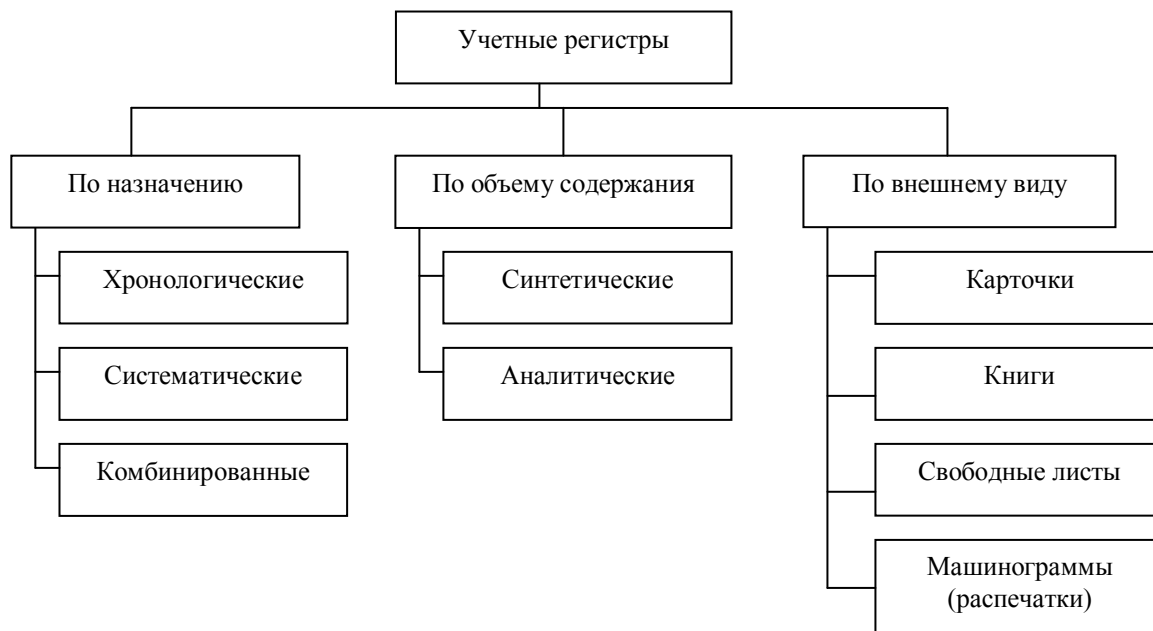 Учетные регистры
По назначению
Хронологические
Систематические
Комбинированные
По объему содержания
Синтетические
Аналитические
По внешнему виду
Карточки
Книги
Свободные листы
Машинограммы
(распечатки)